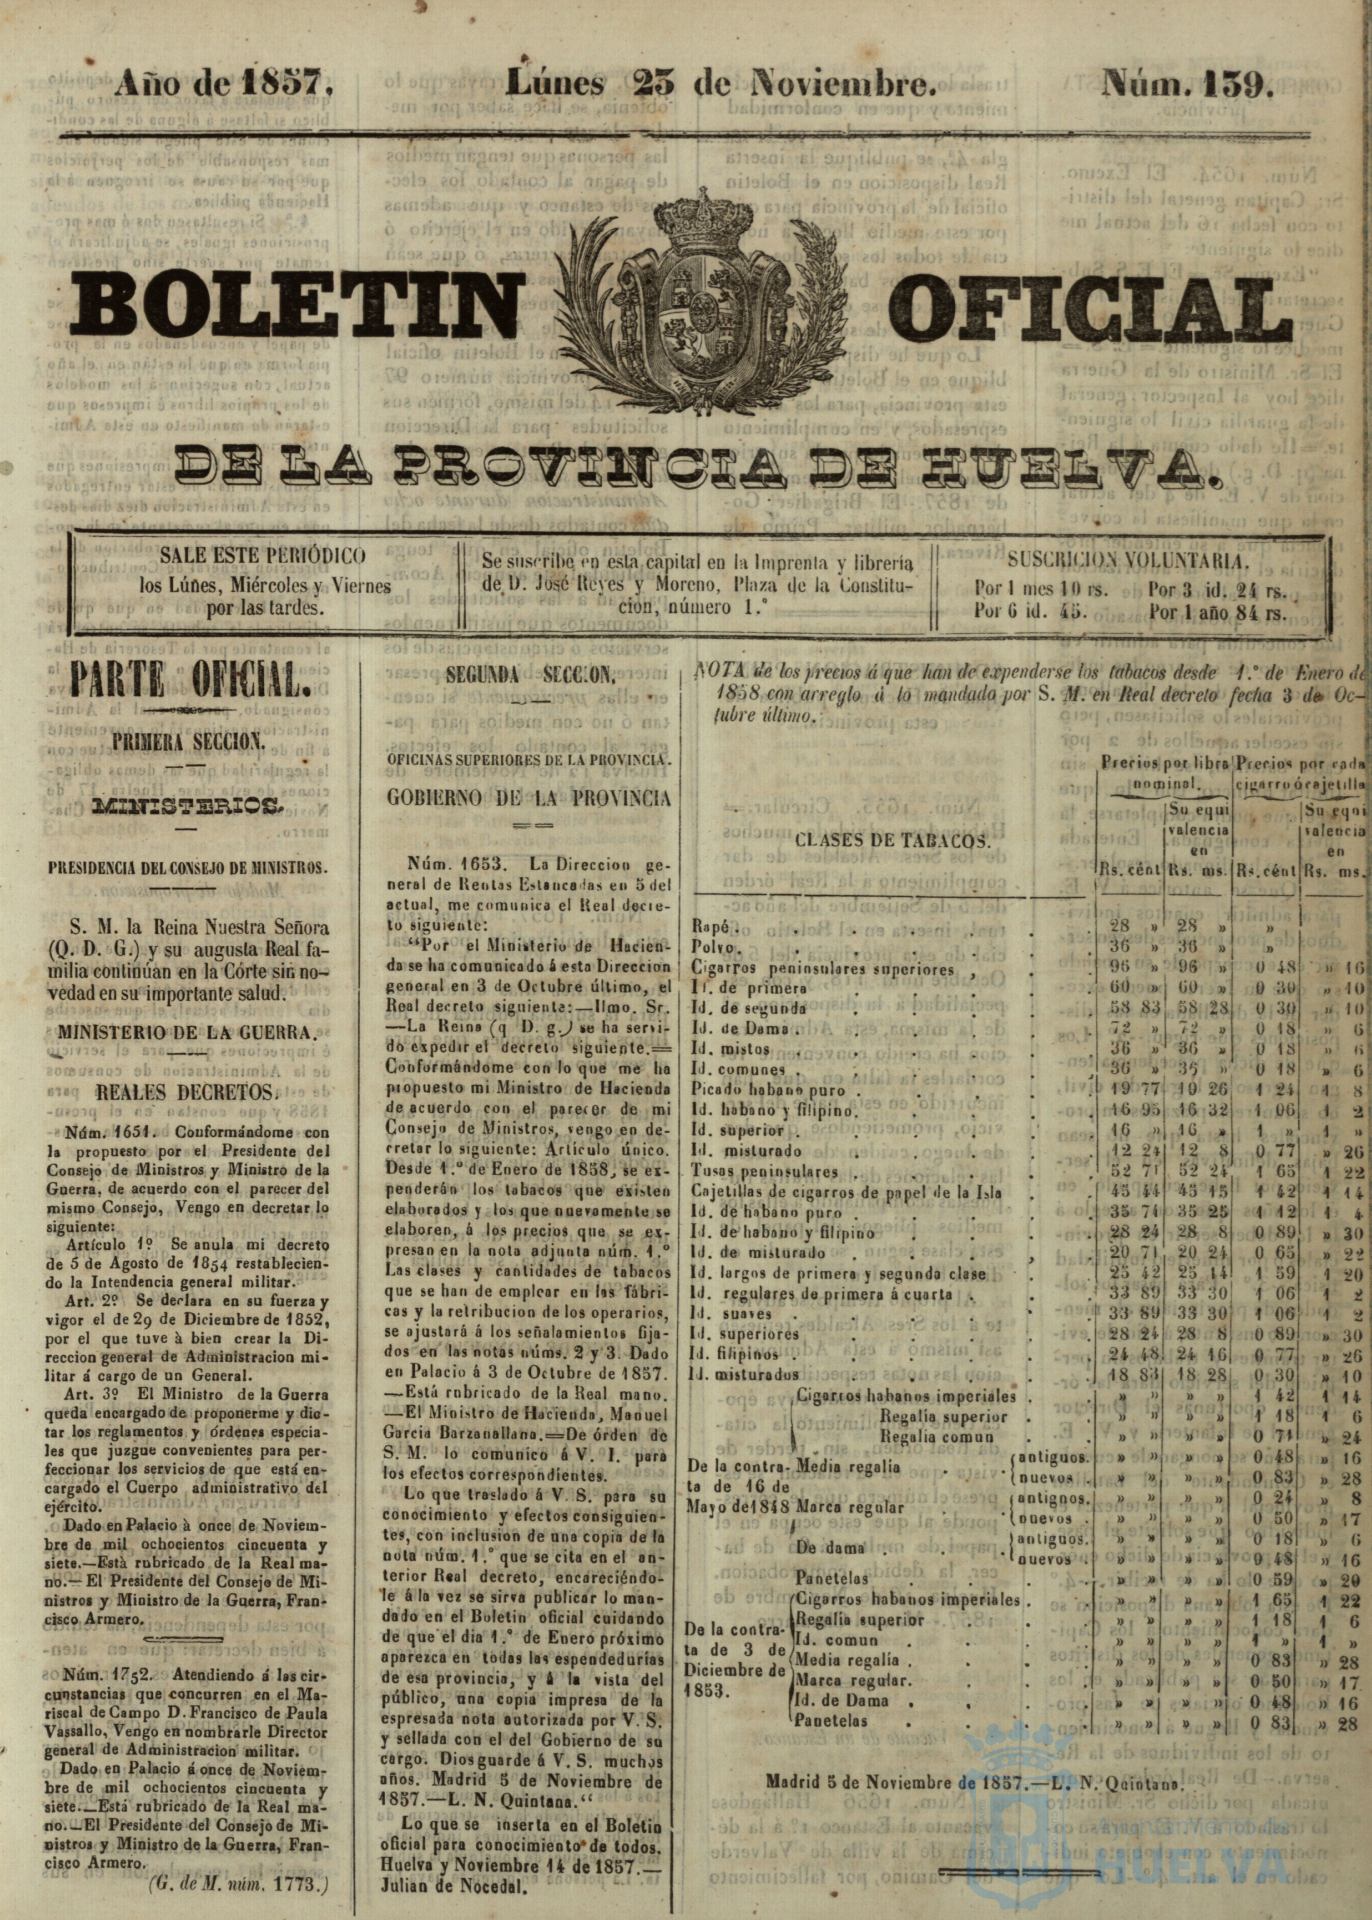 Año de 1857.
Lúnes 23 de Noviembre.
Núm. 139.
BOLETIN OFICIAL
DE LA PROVINCIA DE HUELVA.
SALE ESTE PERIÓDICO
los Lúnes, Miércoles y Viernes
por las tardes.
Se suscribe en esta capital en la Imprenta y librería
de D. José Reyes y Moreno, Plaza de la Constitu-
cion, número 1.°
SUSCRICION VOLUNTARIA.
Por 1 mes 10 rs. Por 3 id. 24 rs.
Por 6 id. 45. Por 1 año 84 rs.
PARTE OFICIAL.
PRIMERA SECCION.
MINISTERIOS.
PRESIDENCIA DEL CONSEJO DE MINISTROS.
S. M. la Reina Nuestra Señora
(Q. D. G.) y su augusta Real fa-
milia continúan en la Córte sin no-
vedad en su importante salud.
MINISTERIO DE LA GUERRA.
REALES DECRETOS.
Núm. 1651. Conformándome con
la propuesto por el Presidente del
Consejo de Ministros y Ministro de la
Guerra, de acuerdo con el parecer del
mismo Consejo, Vengo en decretar lo
siguiente:
Artículo 1.° Se anula mi decreto
de 5 de Agosto de 1854 restablecien-
do la Intendencia general militar.
Art. 2.° Se declara en su fuerza y
vigor el de 29 de Diciembre de 1852,
por el que tuve à bien crear la Di-
reccion general de Administracion mi-
litar á cargo de un General.
Art. 3.° El Ministro de la Guerra
queda encargado de proponerme y dic-
tar los reglamentos y órdenes especia-
les que juzgue convenientes para per-
feccionar los servicios de que está en-
cargado el Cuerpo administrativo del
ejército.
Dado en Palacio à once de Noviem-
bre de mil ochocientos cincuenta y
siete.—Està rubricado de la Real ma-
no.—El Presidente del Consejo de Mi-
nistros y Ministro de la Guerra, Fran-
cisco Armero.
Núm. 1752. Atendiendo á las cir-
cunstancias que concurren en el Ma-
riscal de Campo D. Francisco de Paula
Vassallo, Vengo en nombrarle Director
general de Administracion militar.
Dado en Palacio á once de Noviem-
bre de mil ochocientos cincuenta y
siete.—Está rubricado de la Real ma-
no.—El Presidente del Consejo de Mi-
nistros y Ministro de la Guerra, Fran-
cisco Armero.
(G. de M. núm. 1773.)
SEGUNDA SECCION.
OFICINAS SUPERIORES DE LA PROVINCIA.
GOBIERNO DE LA PROVINCIA
Núm. 1653. La Direccion ge-
neral de Rentas Estancadas en 5 del
actual, me comunica el Real decre-
to siguiente:
“Por el Ministerio de Hacien-
da se ha comunicado á esta Direccion
general en 3 de Octubre último, el
Real decreto siguiente:—Ilmo. Sr.
—La Reina (q D. g.) se ha servi-
do expedir el decreto siguiente.=
Conformándome con lo que me ha
propuesto mi Ministro de Hacienda
de acuerdo con el parecer de mi
Consejo de Ministros, vengo en de-
cretar lo siguiente: Artículo único.
Desde 1.° de Enero de 1858, se ex-
penderán los tabacos que existen
elaborados y los que nuevamente se
elaboren, á los precios que se ex-
presan en la nota adjunta núm. 1.°
Las clases y cantidades de tabacos
que se han de emplear en las fábri-
cas y la retribucion de los operarios,
se ajustará á los señalamientos fija-
dos en las notas núms. 2 y 3. Dado
en Palacio á 3 de Octubre de 1857.
—Está rubricado de la Real mano.
—El Ministro de Hacienda, Manuel
Garcia Barzanallana.=De órden de
S. M. lo comunico á V. I. para
los efectos correspondientes.
Lo que traslado á V. S. para su
conocimiento y efectos consiguien-
tes, con inclusion de una copia de la
nota núm. 1.° que se cita en el an-
terior Real decreto, encareciéndo-
le á la vez se sirva publicar lo man-
dado en el Boletin oficial cuidando
de que el dia 1.° de Enero próximo
aparezca en todas las espendedurías
de esa provincia, y á la vista del
público, una copia impresa de la
espresada nota autorizada por V. S.
y sellada con el del Gobierno de su
cargo. Dios guarde á V. S. muchos
años. Madrid 5 de Noviembre de
1857.—L. N. Quintana.“
Lo que se inserta en el Boletin
oficial para conocimiento de todos.
Huelva y Noviembre 14 de 1857.—
Julian de Nocedal.
NOTA de los precios á que han de expenderse los tabacos desde 1.° de Enero de
1858 con arreglo á lo mandado por S. M. en Real decreto fecha 3 de Oc-
tubre último.
CLASES DE TABACOS.
Precios por libra nominal. Precios por cada cigarro ó cajetilla
Rs. cént Su equivalencia en Rs. ms. Rs. cént Su eqnivalencia en Rs. ms.
Rapé. 28 » 28 » »
Polvo. 36 » 36 » »
Cigarros peninsulares superiores, 96 » 96 » 0 48 » 16
Id. de primera 60 » 60 » 0 30 » 10
Id. de segunda 58 83 58 28 0 30 » 10
Id. de Dama. 72 » 72 » 0 18 » 6
Id. mistos 36 » 36 » 0 18 » 6
Id. comunes. 36 » 36 » 0 18 » 6
Picado habano puro. 19 77 19 26 1 24 1 8
Id. habano y filipino. 16 95 16 32 1 06 1 2
Id. superior. 16 » 16 » 1 » 1 »
Id. misturado 12 24 12 8 0 77 » 26
Tusas peninsulares. 52 71 52 24 1 65 1 22
Cajetillas de cigarros de papel de la Isla 45 44 45 15 1 42 1 14
Id. de habano puro. 35 71 35 25 1 12 1 4
Id. de habano y filipino 28 24 28 8 0 89 » 30
Id. de misturado 20 71 20 24 0 65 » 22
Id. largos de primera y segunda clase 25 42 25 14 1 59 1 20
Id. regulares de primera á cuarta. 33 89 33 30 1 06 1 2
Id. suaves 33 89 33 30 1 06 1 2
Id. superiores 28 24 28 8 0 89 » 30
Id. filipinos. 24 48 24 16 0 77 » 26
Id. misturados 18 83 18 28 0 30 » 10
De la contrata de 16 de Mayo de 1848
Cigarros habanos imperiales. » » » » 1 42 1 14
Regalia superior » » » » 1 18 1 6
Regalia comun » » » » 0 71 » 24
Media regalia antiguos. » » » » 0 48 » 16
nuevos. » » » » 0 83 » 28
Marca regular antignos. » » » » 0 24 » 8
nuevos. » » » » 0 50 » 17
De dama. antiguos. » » » » 0 18 » 6
nuevos. » » » » 0 48 » 16
Panetelas » » » » 0 59 » 20
De la contrata de 3 de Diciembre de 1853.
Cigarros habanos imperiales. » » » » 1 65 1 22
Regalia superior » » » » 1 18 1 6
Id. comun » » » » 1 » 1 »
Media regalia. » » » » 0 83 » 28
Marca regular. » » » » 0 50 » 17
Id. de Dama » » » » 0 48 » 16
Panetelas » » » » 0 83 » 28
Madrid 5 de Noviembre de 1857.—L. N. Quintana.
HUELVA